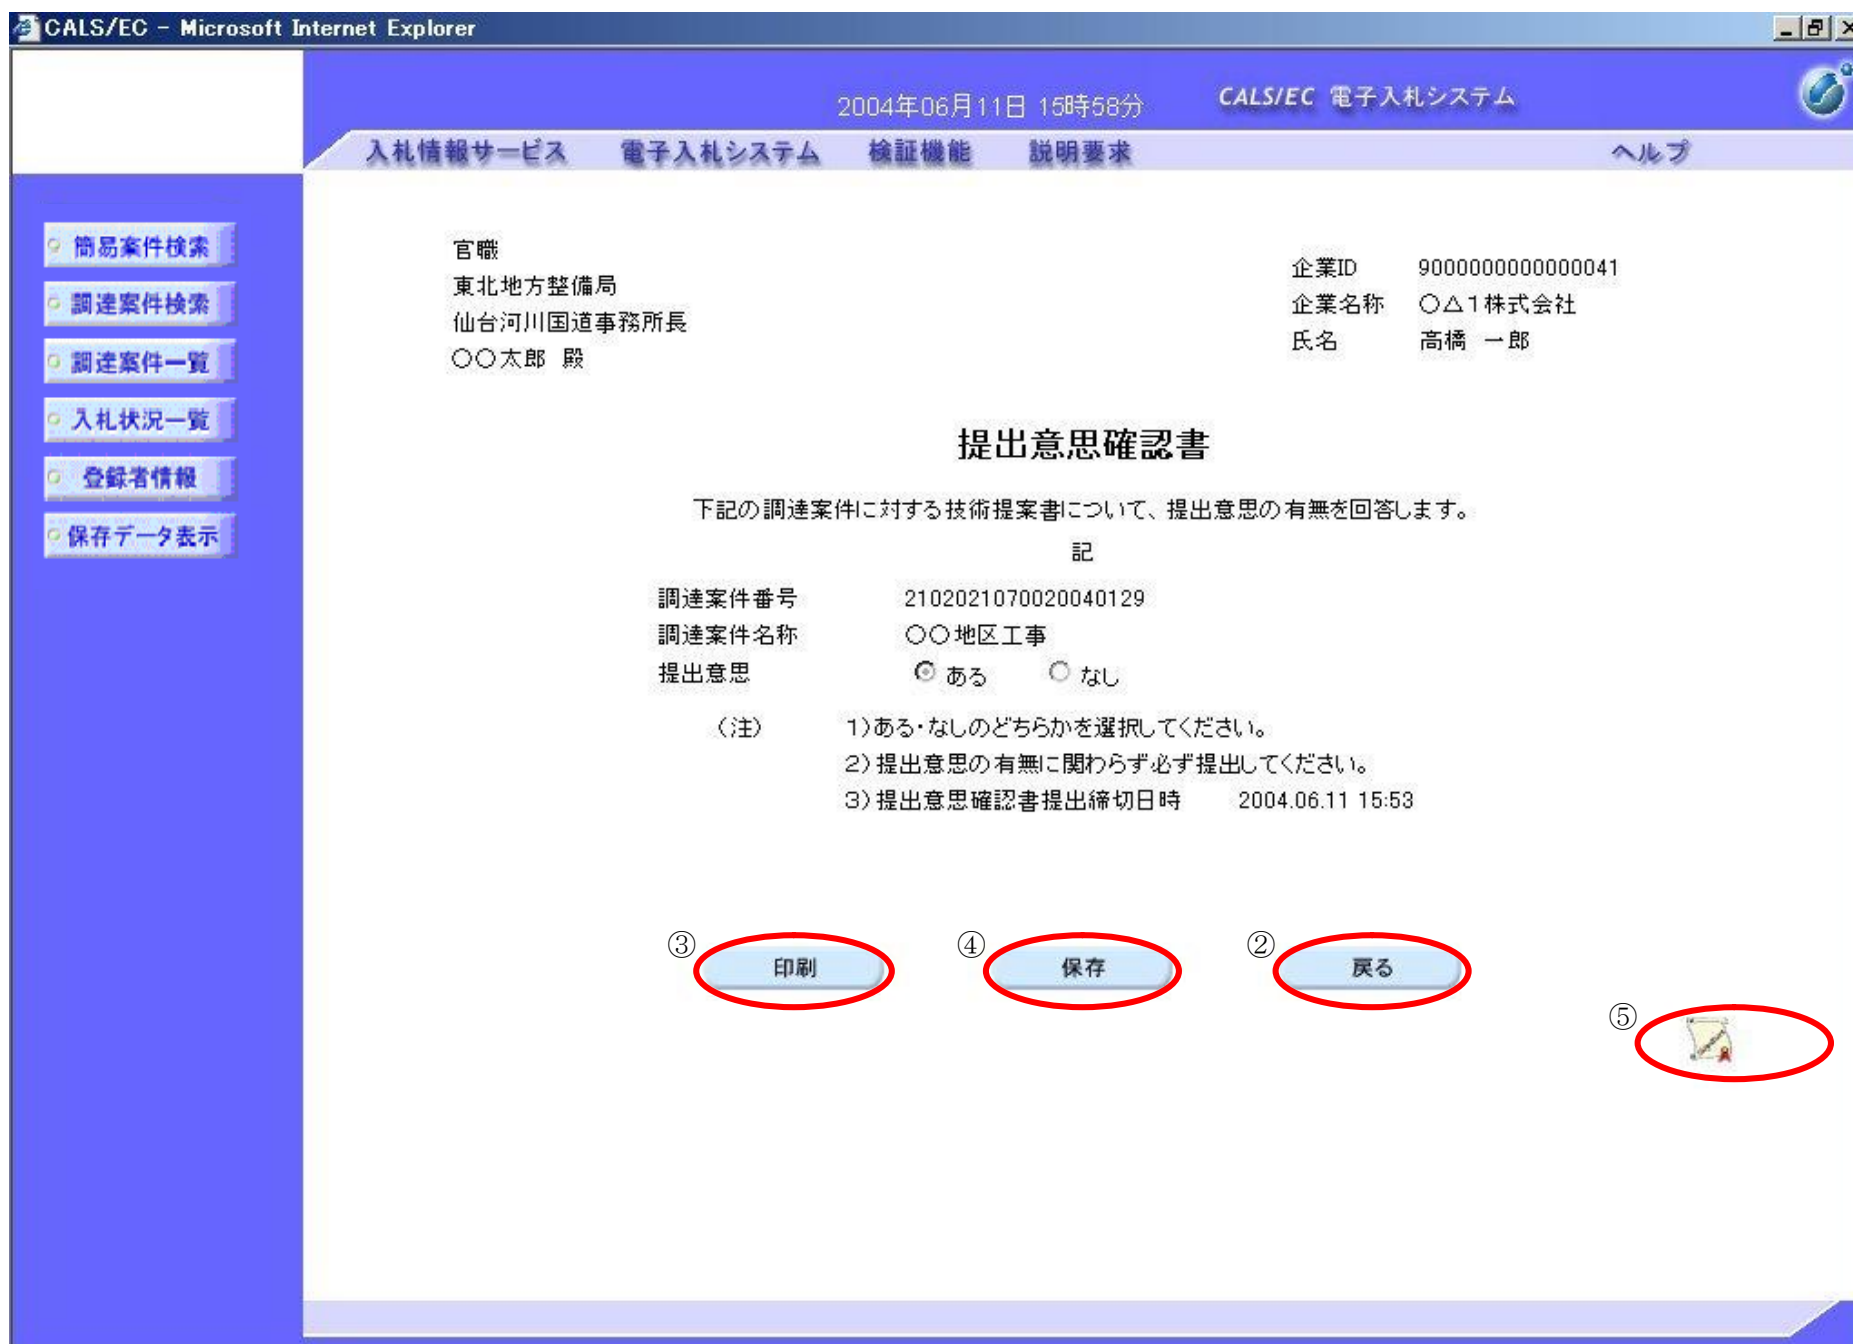 CALS/EC - Microsoft Internet Explorer
2004年06月11日 15時58分
CALS/EC 電子入札システム
入札情報サービス 電子入札システム 検証機能 説明要求 ヘルプ
簡易案件検索
調達案件検索
調達案件一覧
入札状況一覧
登録者情報
保存データ表示
官職
東北地方整備局
仙台河川国道事務所長
〇〇太郎 殿
企業ID 9000000000000041
企業名称 〇△1株式会社
氏名 高橋 一郎
提出意思確認書
下記の調達案件に対する技術提案書について、提出意思の有無を回答します。
記
調達案件番号 2102021070020040129
調達案件名称 〇〇地区工事
提出意思 ある なし
(注) 1)ある・なしのどちらかを選択してください。
2)提出意思の有無に関わらず必ず提出してください。
3)提出意思確認書提出締切日時 2004.06.11 15:53
③ 印刷 ④ 保存 ② 戻る
⑤